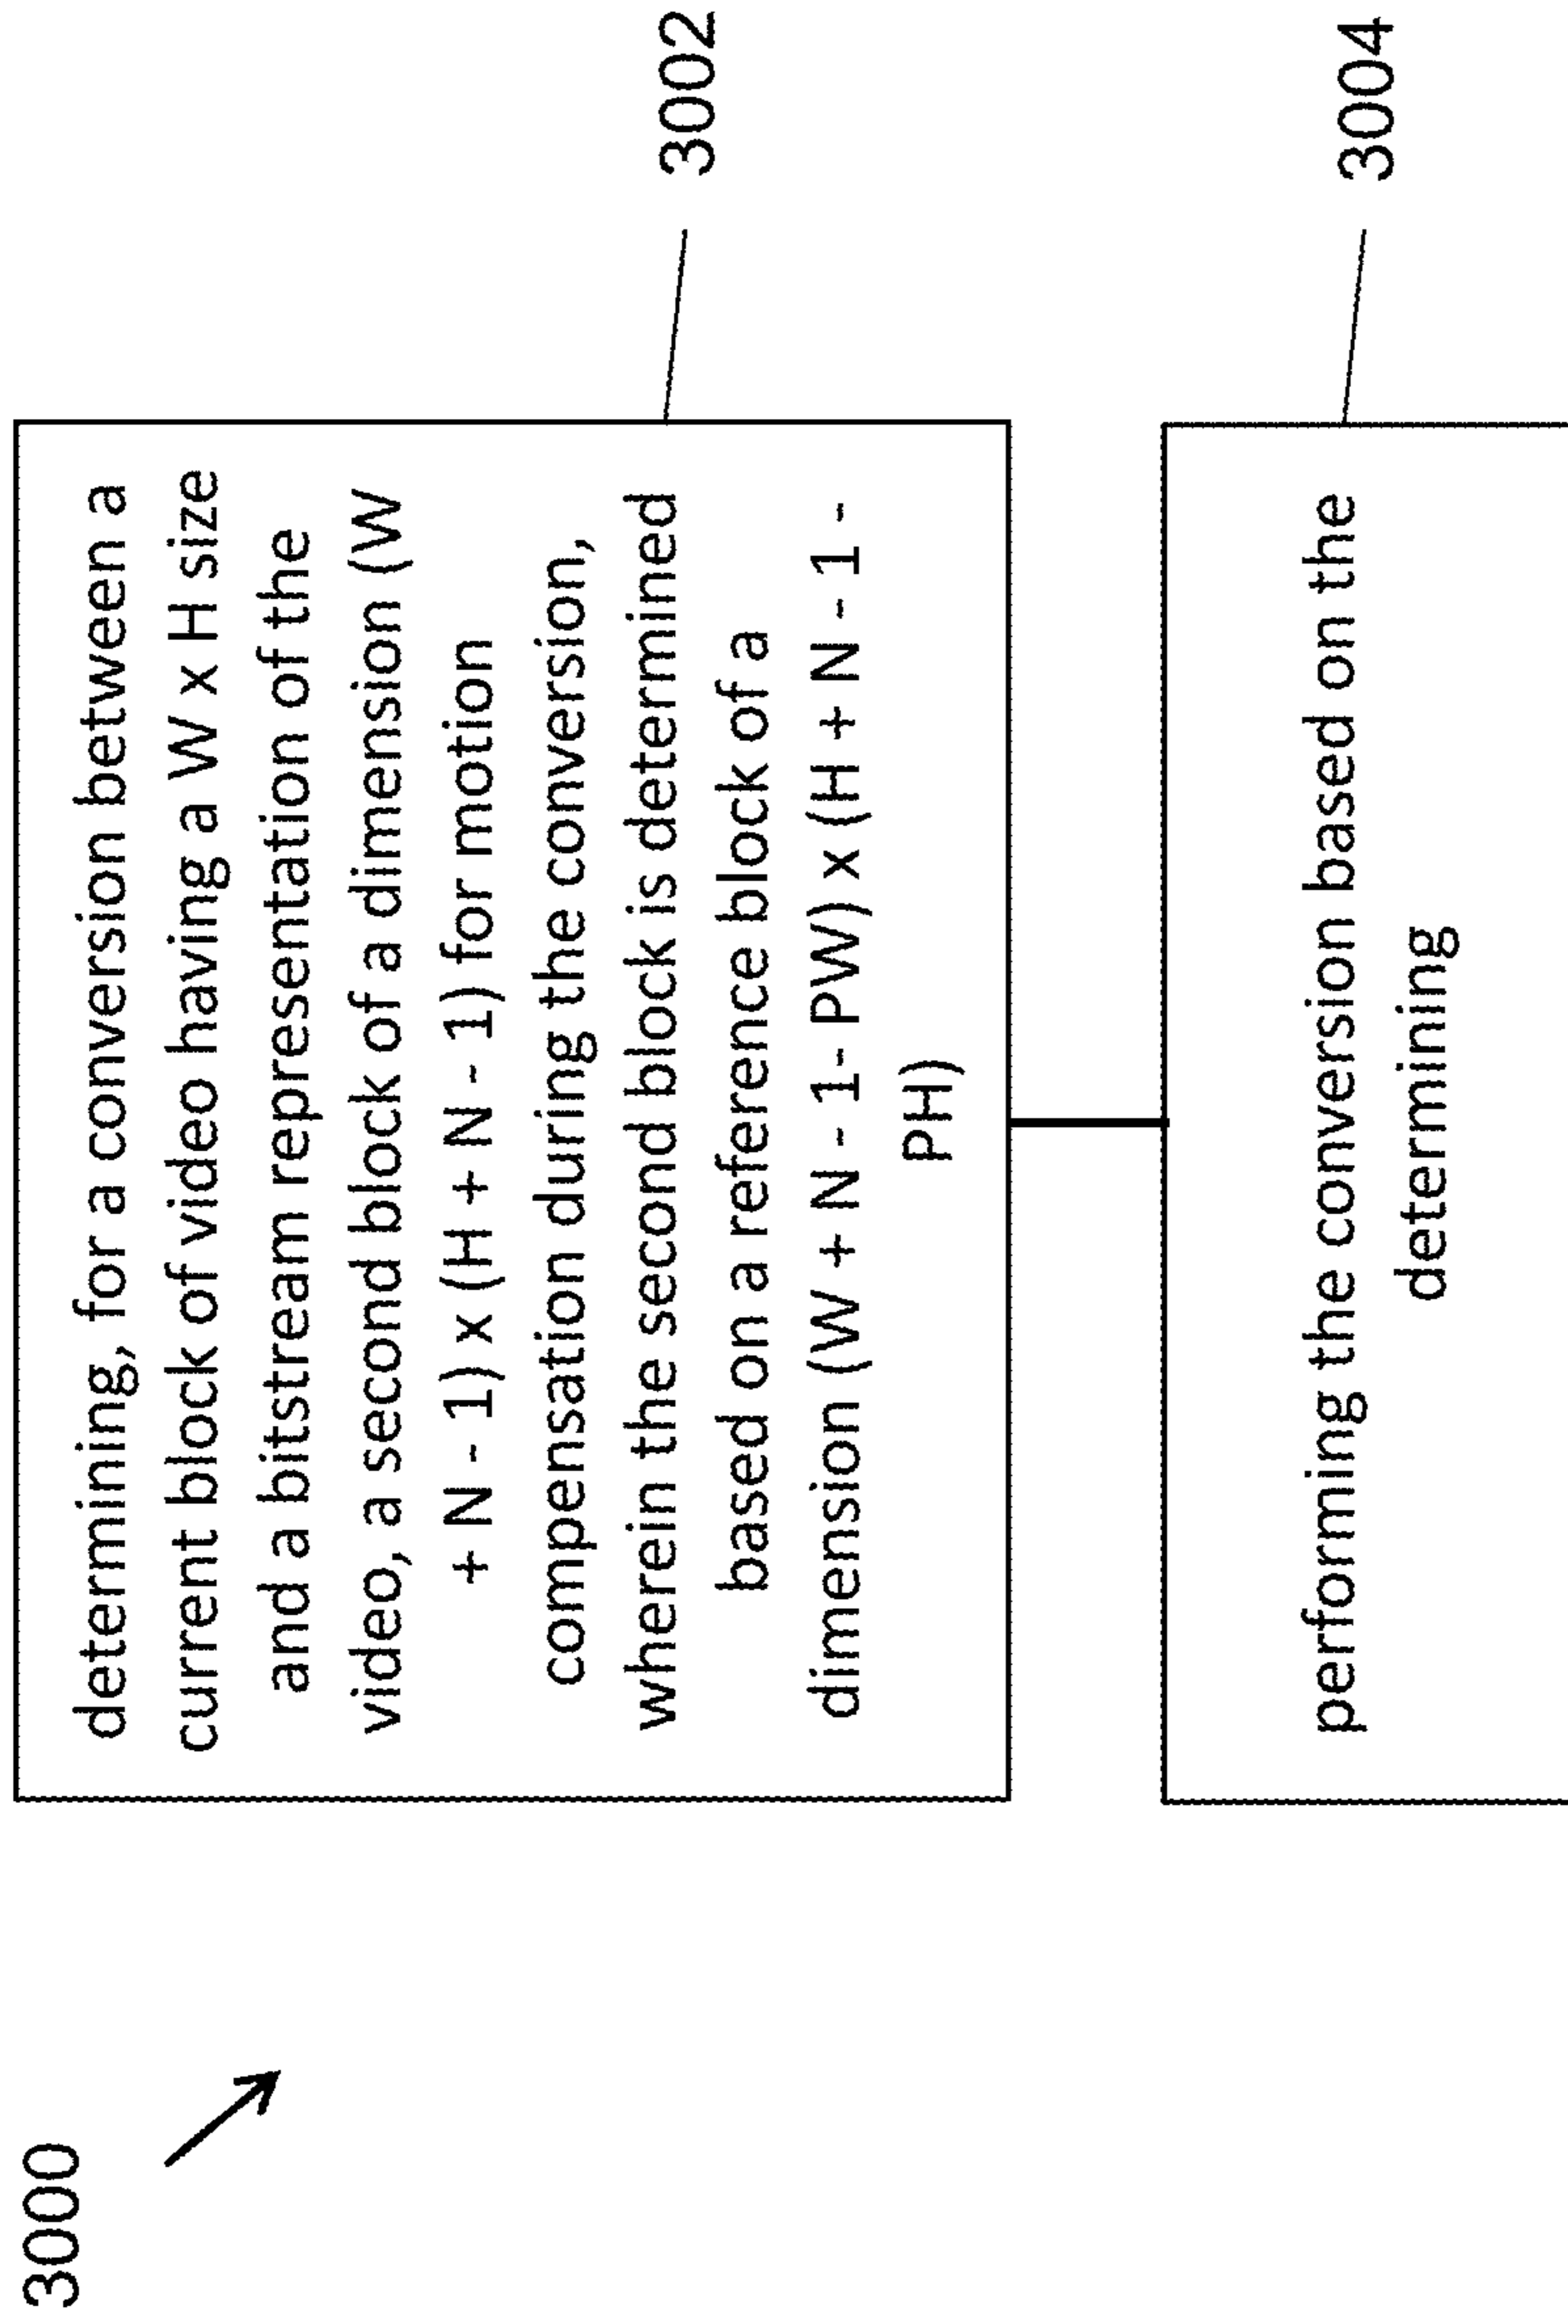 3000
determining, for a conversion between a
current block of video having a W x H size
and a bitstream representation of the
video, a second block of a dimension (W
+ N - 1) x (H + N - 1) for motion
compensation during the conversion,
wherein the second block is determined
based on a reference block of a
dimension (W + N - 1- PW) x (H + N - 1 -
PH)
3002
performing the conversion based on the
determining
3004